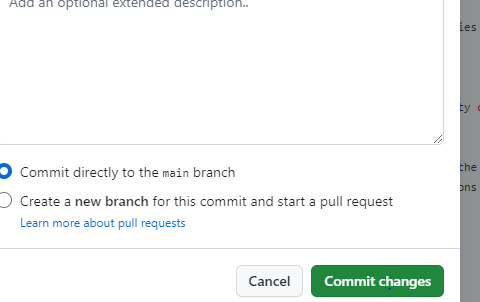 Add an optional extended description..
ies
ty
Commit directly to the main branch
the
ons
Create a new branch for this commit and start a pull request
Learn more about pull requests
Cancel
Commit changes